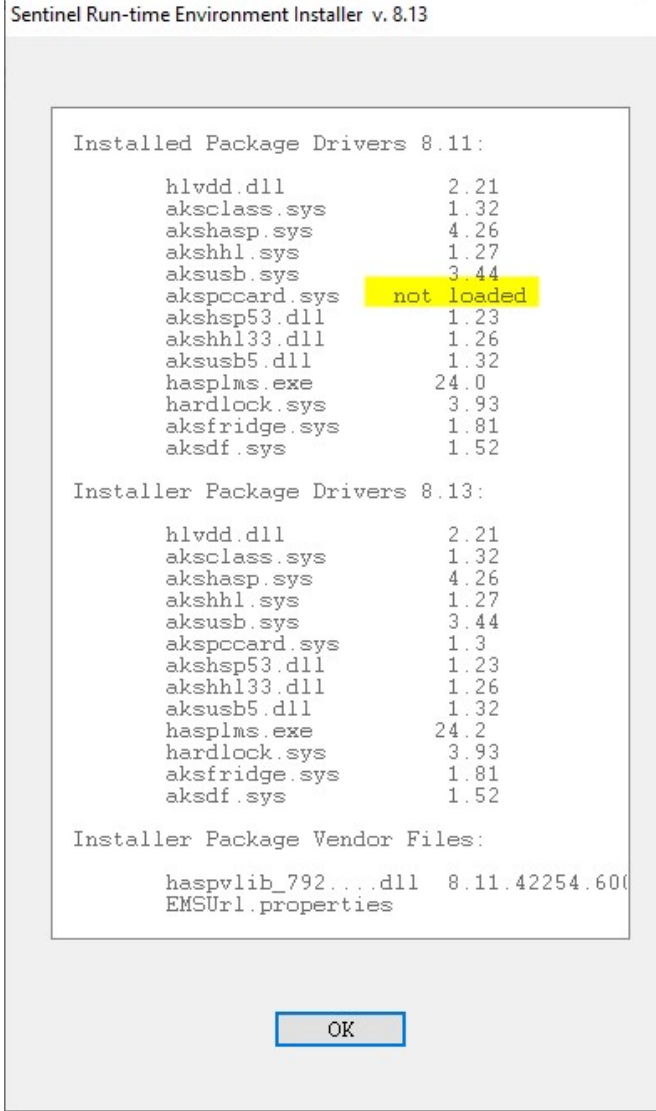 Sentinel Run-time Environment Installer v. 8.13
Installed Package Drivers 8.11:
hlvdd.dll 2.21
aksclass.sys 1.32
akshasp.sys 4.26
akshhl.sys 1.27
aksusb.sys 3.44
akspccard.sys not loaded
akshsp53.dll 1.23
akshhl33.dll 1.26
aksusb5.dll 1.32
hasplms.exe 24.0
hardlock.sys 3.93
aksfridge.sys 1.81
aksdf.sys 1.52
Installer Package Drivers 8.13:
hlvdd.dll 2.21
aksclass.sys 1.32
akshasp.sys 4.26
akshhl.sys 1.27
aksusb.sys 3.44
akspccard.sys 1.3
akshsp53.dll 1.23
akshhl33.dll 1.26
aksusb5.dll 1.32
hasplms.exe 24.2
hardlock.sys 3.93
aksfridge.sys 1.81
aksdf.sys 1.52
Installer Package Vendor Files:
haspvlib_792....dll 8.11.42254.60
EMSUrl.properties
OK